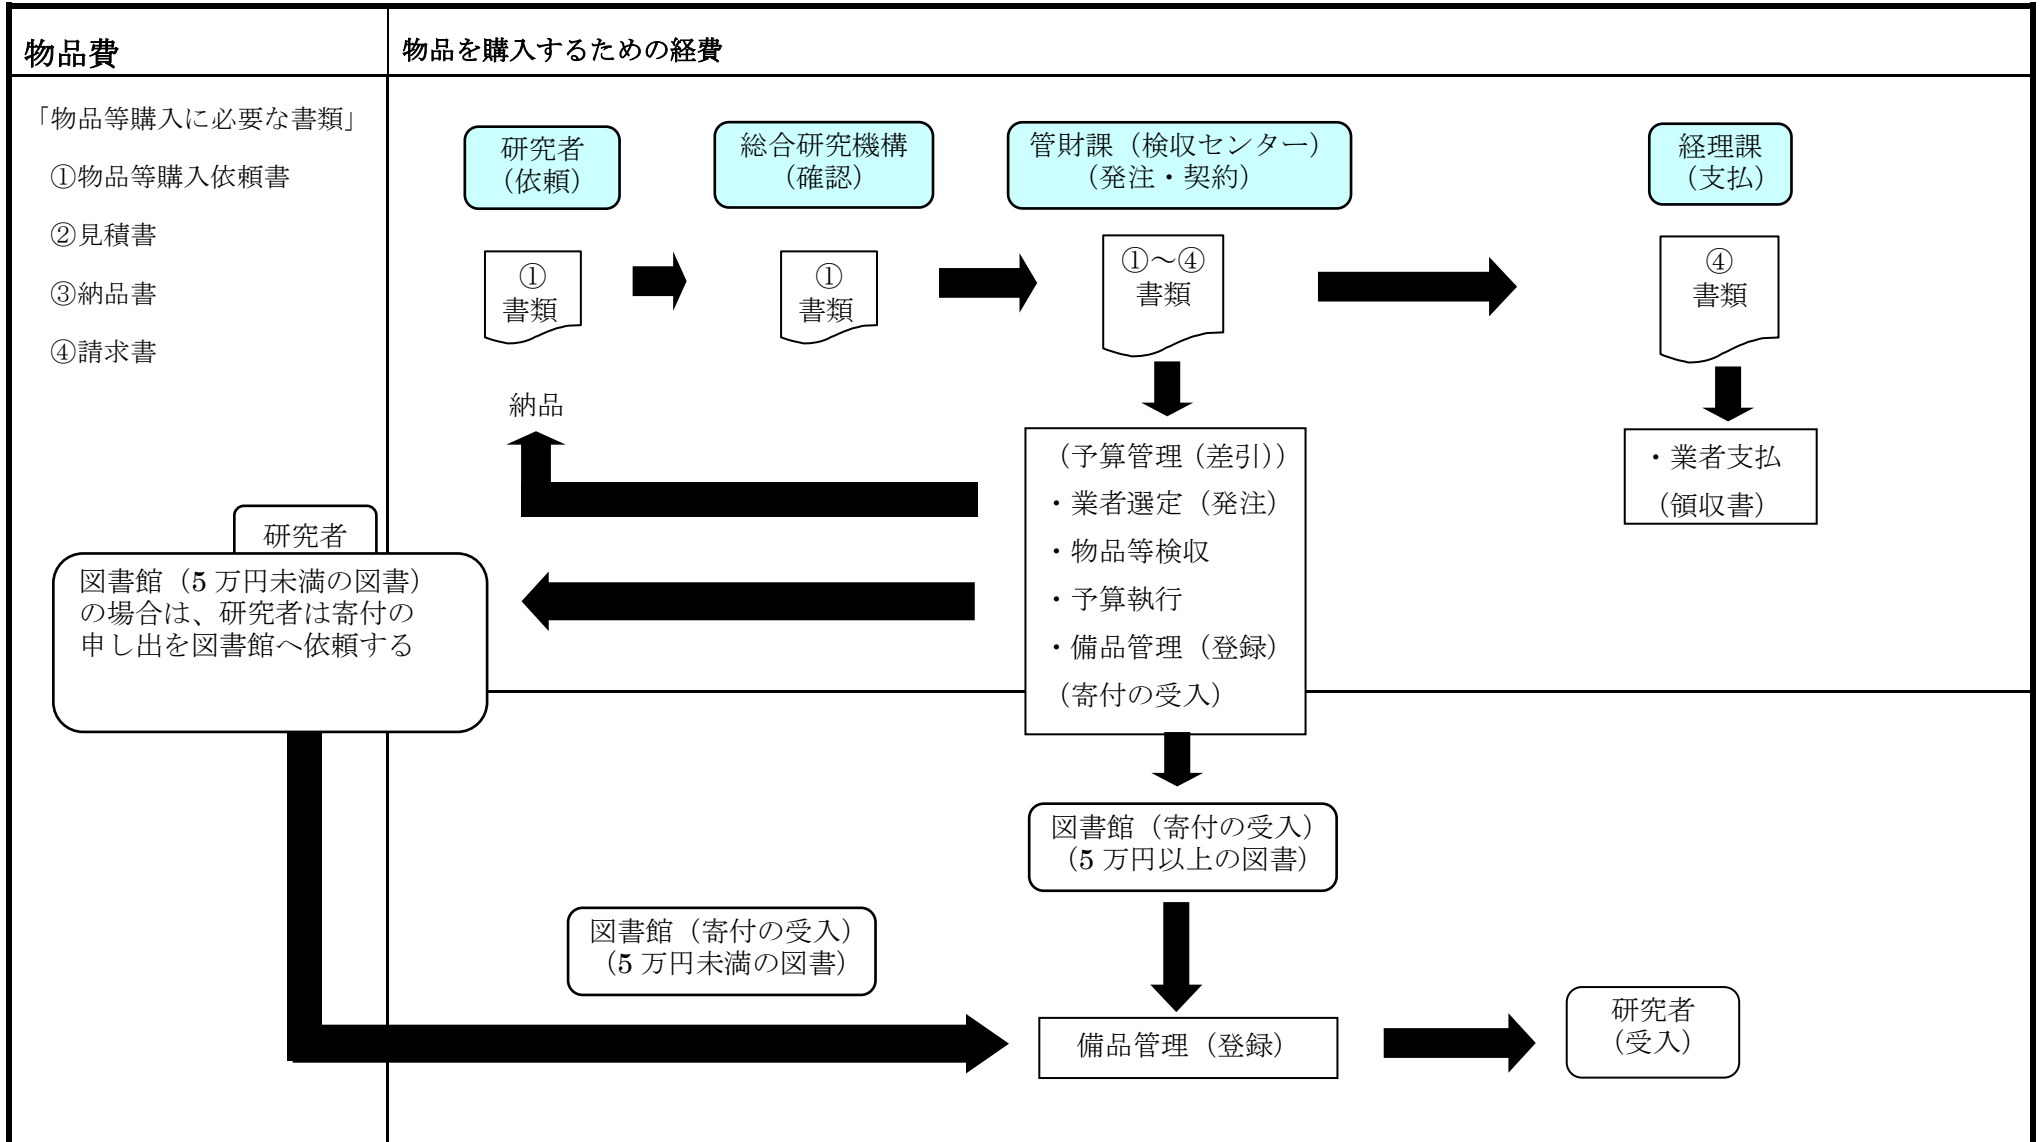 物品費
物品を購入するための経費
「物品等購入に必要な書類」
①物品等購入依頼書
②見積書
③納品書
④請求書
研究者
（依頼）
総合研究機構
（確認）
管財課（検収センター）
（発注・契約）
経理課
（支払）
①
書類
①
書類
①～④
書類
④
書類
納品
（予算管理（差引））
・業者選定（発注）
・物品等検収
・予算執行
・備品管理（登録）
（寄付の受入）
・業者支払
（領収書）
研究者
図書館（5 万円未満の図書）
の場合は、研究者は寄付の
申し出を図書館へ依頼する
図書館（寄付の受入）
（5 万円以上の図書）
図書館（寄付の受入）
（5 万円未満の図書）
備品管理（登録）
研究者
（受入）